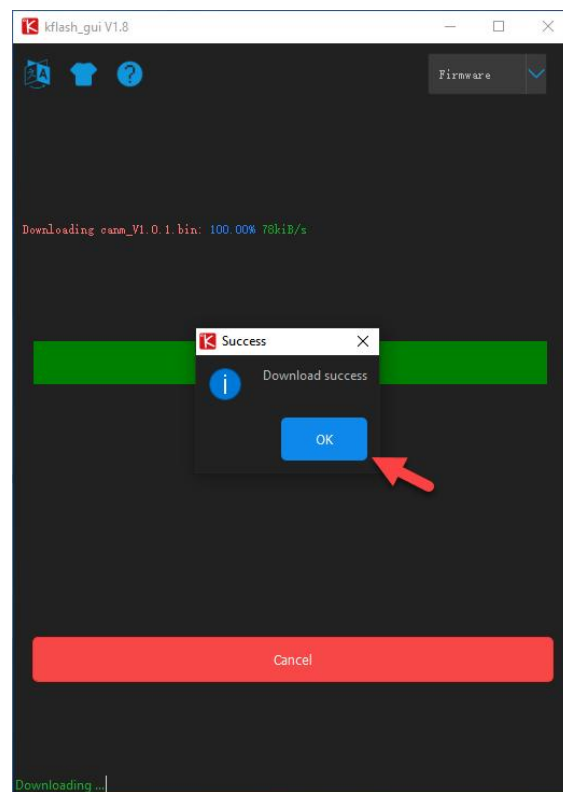 kflash_gui V1.8
Firmware
Downloading canm_V1.0.1.bin: 100.00% 78kiB/s
Success
Download success
OK
Cancel
Downloading ...